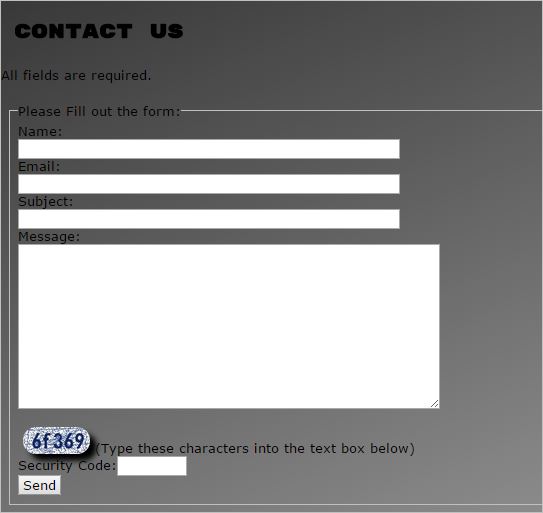 CONTACT US
All fields are required.
Please Fill out the form:
Name:
Email:
Subject:
Message:
6f369 (Type these characters into the text box below)
Security Code:
Send